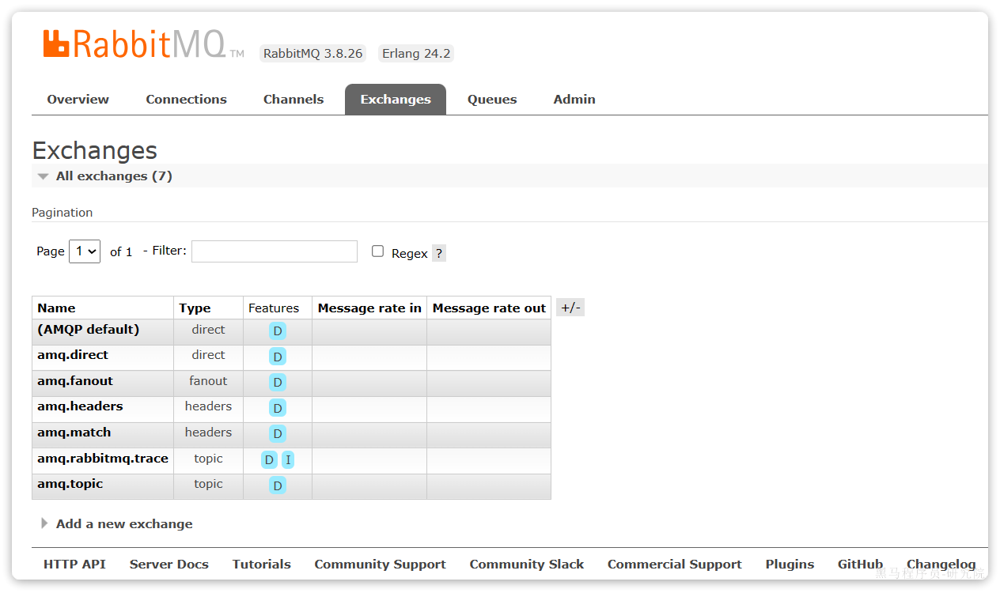 RabbitMQ TM RabbitMQ 3.8.26 Erlang 24.2
Overview Connections Channels Exchanges Queues Admin
Exchanges
All exchanges (7)
Pagination
Page 1 of 1 - Filter: Regex ?
Name Type Features Message rate in Message rate out +/-
(AMQP default) direct D
amq.direct direct D
amq.fanout fanout D
amq.headers headers D
amq.match headers D
amq.rabbitmq.trace topic D I
amq.topic topic D
Add a new exchange
HTTP API Server Docs Tutorials Community Support Community Slack Commercial Support Plugins GitHub Changelog
黑马程序员-研究院